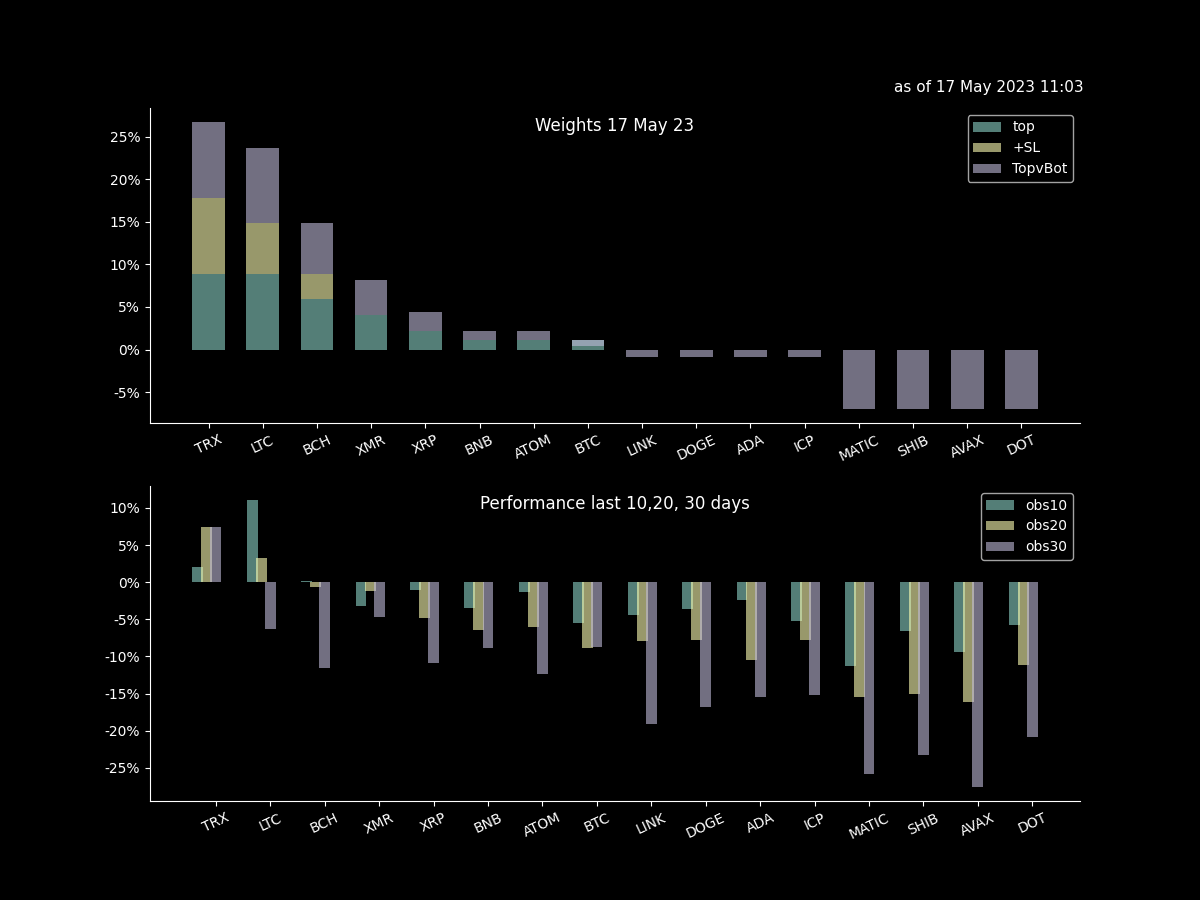 as of 17 May 2023 11:03
Weights 17 May 23
top
+SL
TopvBot
25%
20%
15%
10%
5%
0%
-5%
TRX LTC BCH XMR XRP BNB ATOM BTC LINK DOGE ADA ICP MATIC SHIB AVAX DOT
Performance last 10,20, 30 days
obs10
obs20
obs30
10%
5%
0%
-5%
-10%
-15%
-20%
-25%
TRX LTC BCH XMR XRP BNB ATOM BTC LINK DOGE ADA ICP MATIC SHIB AVAX DOT